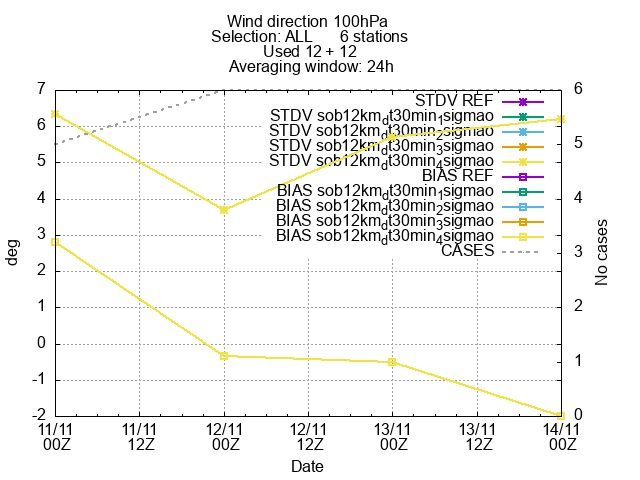 Wind direction 100hPa
Selection: ALL 6 stations
Used 12 + 12
Averaging window: 24h
7 6
STDV REF
STDV sob12km_dt30min_1sigmao
6 STDV sob12km_dt30min_2sigmao
STDV sob12km_dt30min_3sigmao 5
5 STDV sob12km_dt30min_4sigmao
BIAS REF
BIAS sob12km_dt30min_1sigmao
4 BIAS sob12km_dt30min_2sigmao 4
BIAS sob12km_dt30min_3sigmao
3 BIAS sob12km_dt30min_4sigmao
CASES 3
deg No cases
2
1 2
0
1
-1
-2 0
11/11 11/11 12/11 12/11 13/11 13/11 14/11
00Z 12Z 00Z 12Z 00Z 12Z 00Z
Date